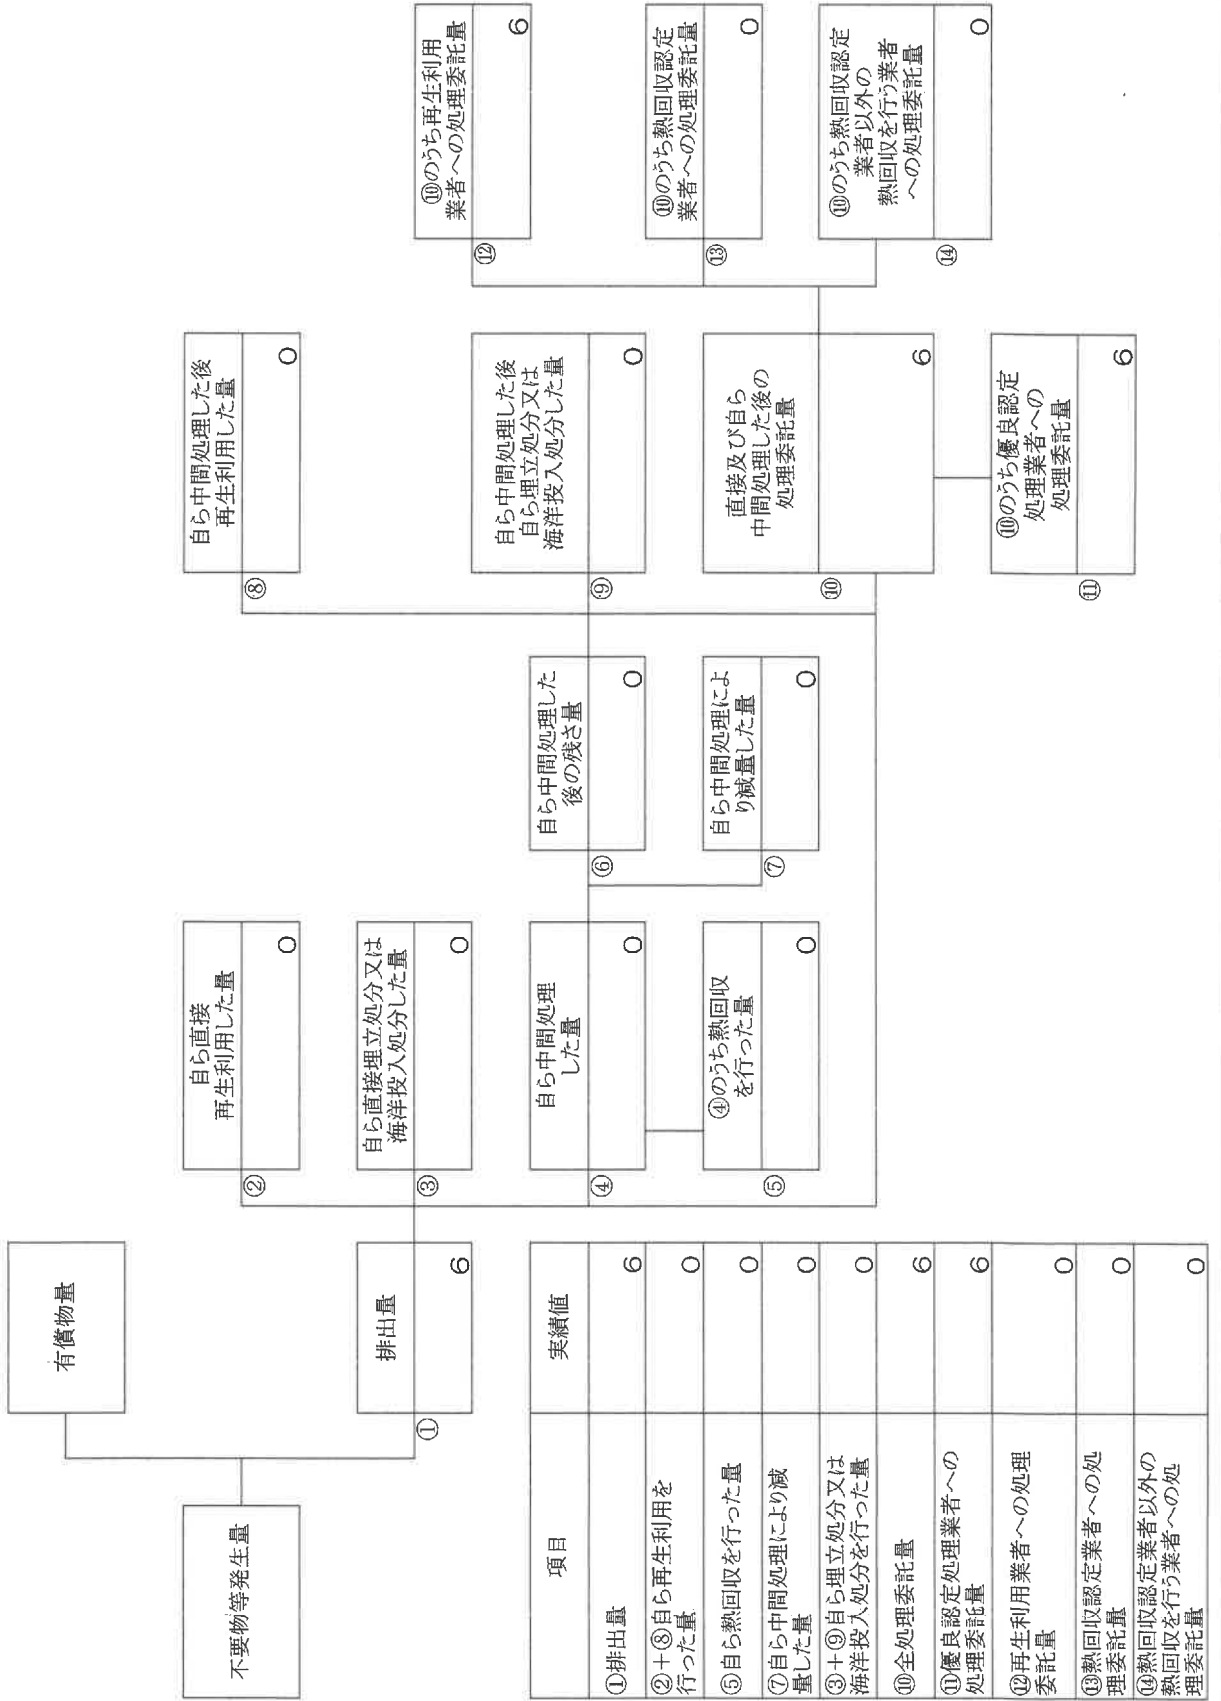 不要物等発生量
有償物量
①
排出量
6
②
自ら直接
再生利用した量
0
③
自ら直接埋立処分又は
海洋投入処分した量
0
④
自ら中間処理
した量
0
⑤
④のうち熱回収
を行った量
0
⑥
自ら中間処理した
後の残さ量
0
⑦
自ら中間処理によ
り減量した量
0
⑧
自ら中間処理した後
再生利用した量
0
⑨
自ら中間処理した後
自ら埋立処分又は
海洋投入処分した量
0
⑩
直接及び自ら
中間処理した後の
処理委託量
6
⑪
⑩のうち優良認定
処理業者への
処理委託量
6
⑫
⑩のうち再生利用
業者への処理委託量
6
⑬
⑩のうち熱回収認定
業者への処理委託量
0
⑭
⑩のうち熱回収認定
業者以外の
熱回収を行う業者
への処理委託量
0
項目 実績値
①排出量 6
②+⑧自ら再生利用を
行った量 0
⑤自ら熱回収を行った量 0
⑦自ら中間処理により減
量した量 0
③+⑨自ら埋立処分又は
海洋投入処分を行った量 0
⑩全処理委託量 6
⑪優良認定処理業者への
処理委託量 6
⑫再生利用業者への処理
委託量 0
⑬熱回収認定業者への処
理委託量 0
⑭熱回収認定業者以外の
熱回収を行う業者への処
理委託量 0